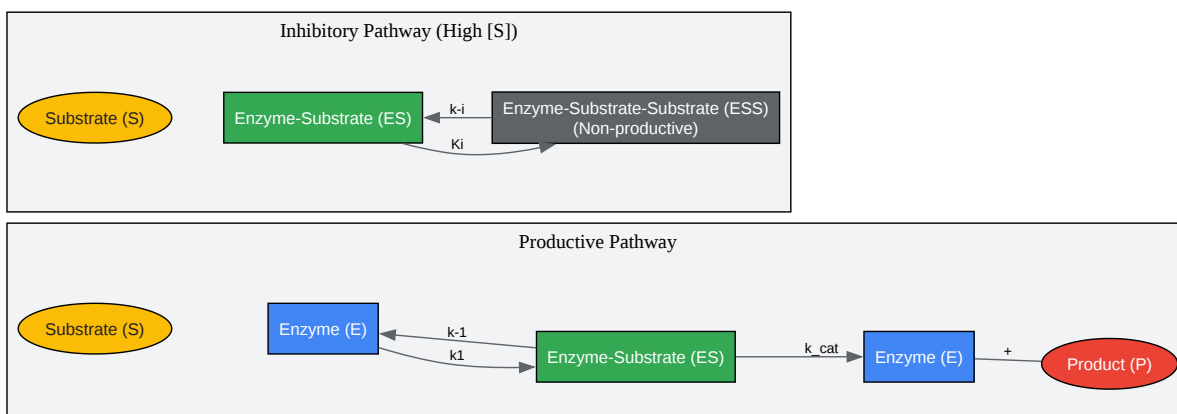 Inhibitory Pathway (High [S])
Substrate (S)
Enzyme-Substrate (ES)
k-i
Ki
Enzyme-Substrate-Substrate (ESS)
(Non-productive)
Productive Pathway
Substrate (S)
Enzyme (E)
k-1
k1
Enzyme-Substrate (ES)
k_cat
Enzyme (E)
+
Product (P)